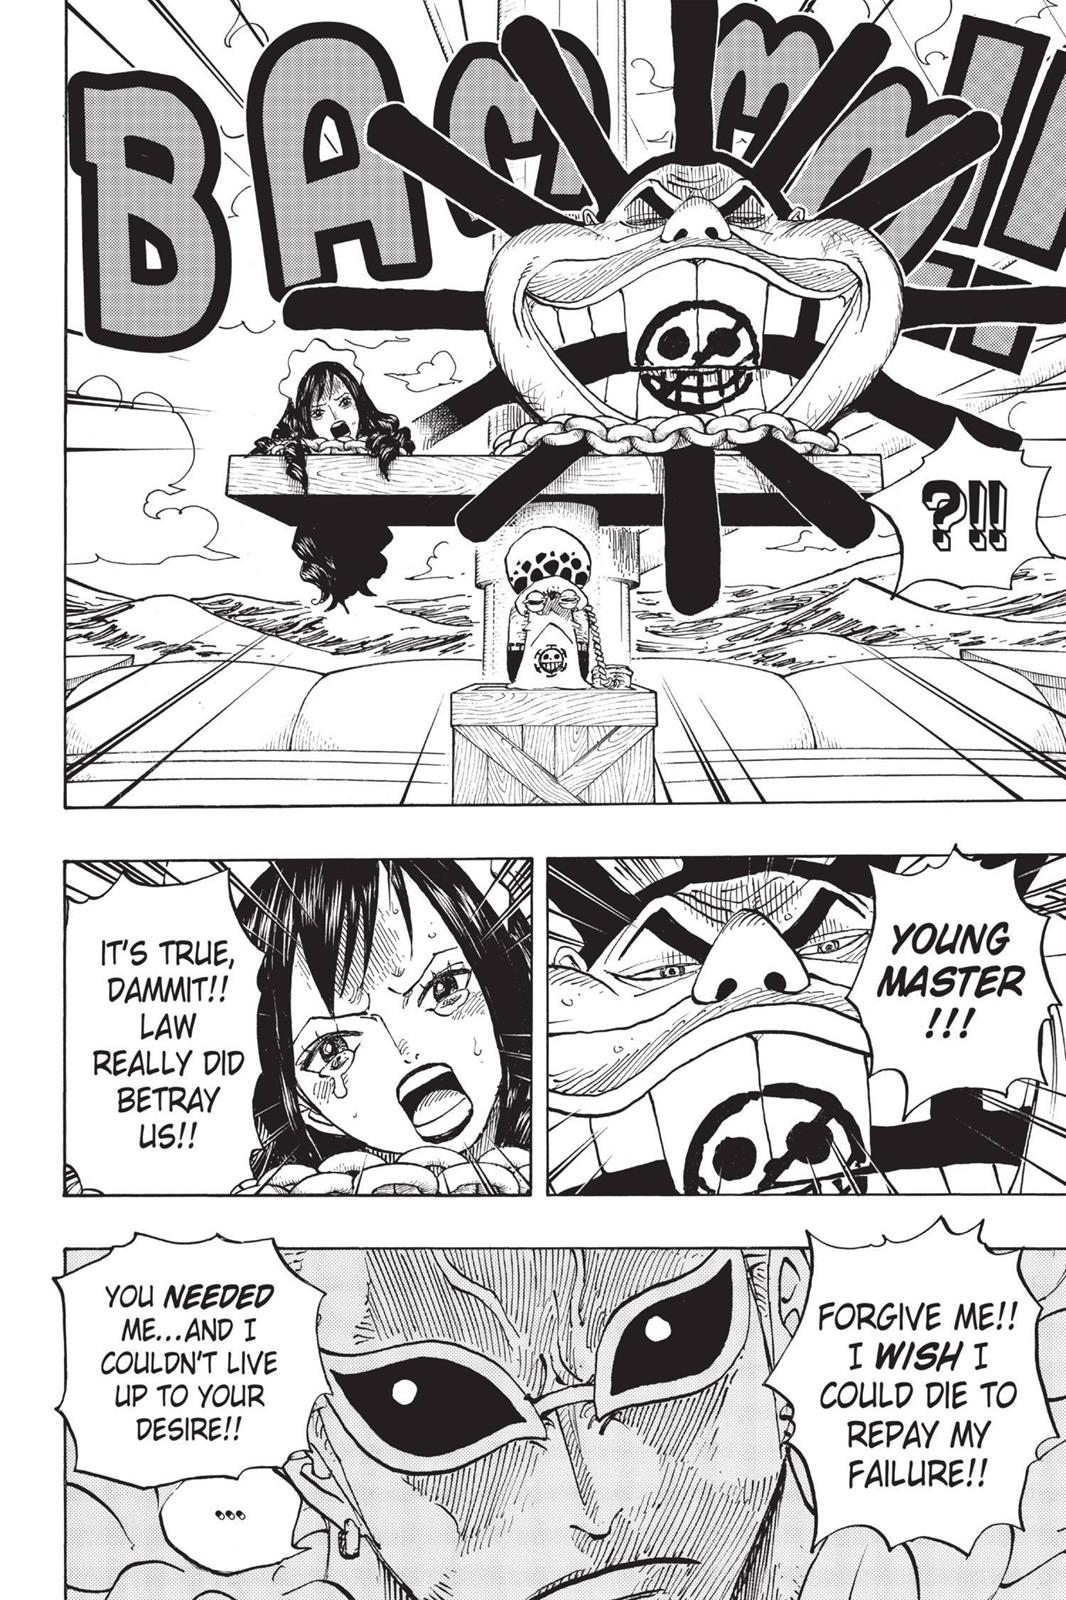 BAMMM!!!
?!!
YOUNG
MASTER
!!!
IT'S TRUE,
DAMMIT!!
LAW
REALLY DID
BETRAY
US!!
FORGIVE ME!!
I WISH I
COULD DIE TO
REPAY MY
FAILURE!!
YOU NEEDED
ME...AND I
COULDN'T LIVE
UP TO YOUR
DESIRE!!
...